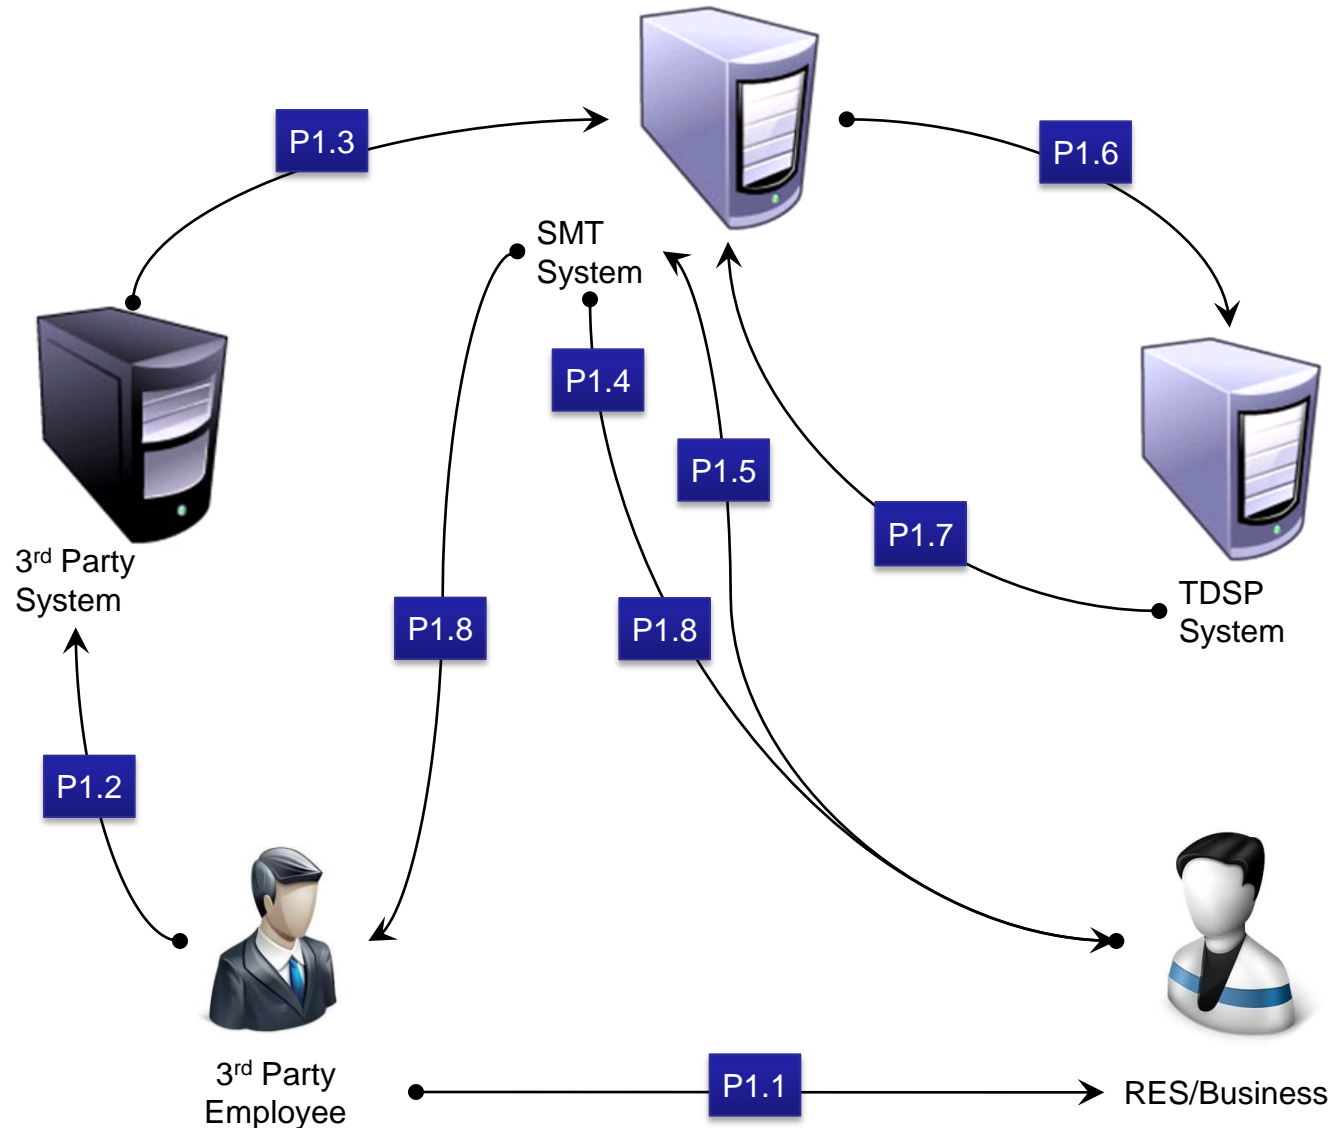 P1.3
P1.6
SMT
System
P1.4
P1.5
P1.7
3rd Party
System
TDSP
System
P1.8
P1.8
P1.2
3rd Party
Employee
P1.1
RES/Business